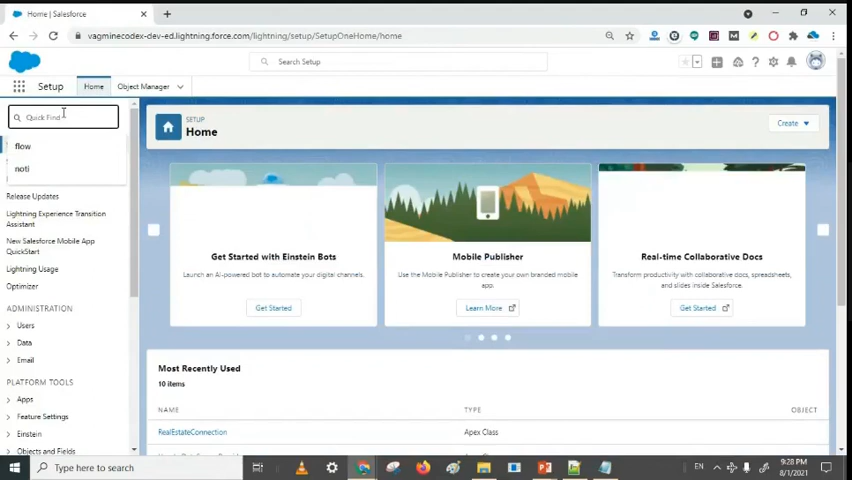 Home | Salesforce
vagminecodex-dev-ed.lightning.force.com/lightning/setup/SetupOneHome/home
Search Setup
Setup
Home
Object Manager
Quick Find
flow
noti
Release Updates
Lightning Experience Transition
Assistant
New Salesforce Mobile App
QuickStart
Lightning Usage
Optimizer
ADMINISTRATION
Users
Data
Email
PLATFORM TOOLS
Apps
Feature Settings
Einstein
Objects and Fields
SETUP
Home
Create
Get Started with Einstein Bots
Launch an AI-powered bot to automate your digital channels.
Get Started
Mobile Publisher
Use the Mobile Publisher to create your own branded mobile
app.
Learn More
Real-time Collaborative Docs
Transform productivity with collaborative docs, spreadsheets,
and slides inside Salesforce.
Get Started
Most Recently Used
10 items
NAME
TYPE
OBJECT
RealEstateConnection
Apex Class
Type here to search
EN
9:28 PM
8/1/2021